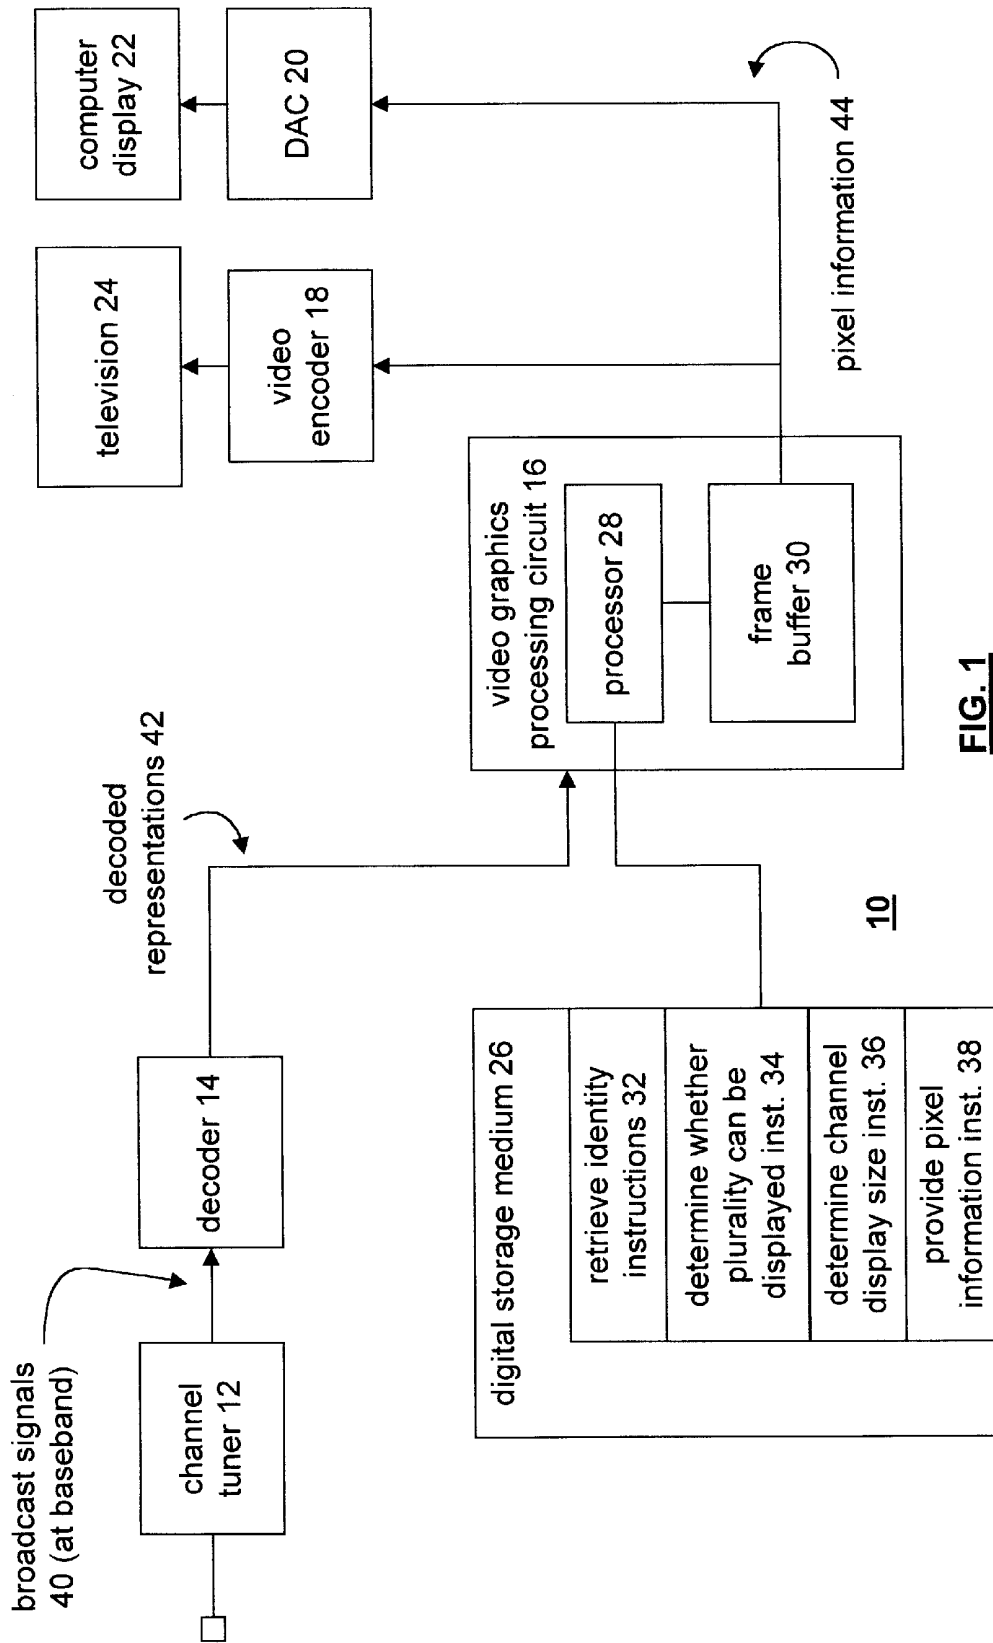 broadcast signals
40 (at baseband)
channel
tuner 12
decoder 14
decoded
representations 42
digital storage medium 26
retrieve identity
instructions 32
determine whether
plurality can be
displayed inst. 34
determine channel
display size inst. 36
provide pixel
information inst. 38
10
video graphics
processing circuit 16
processor 28
frame
buffer 30
television 24
video
encoder 18
computer
display 22
DAC 20
pixel information 44
FIG. 1